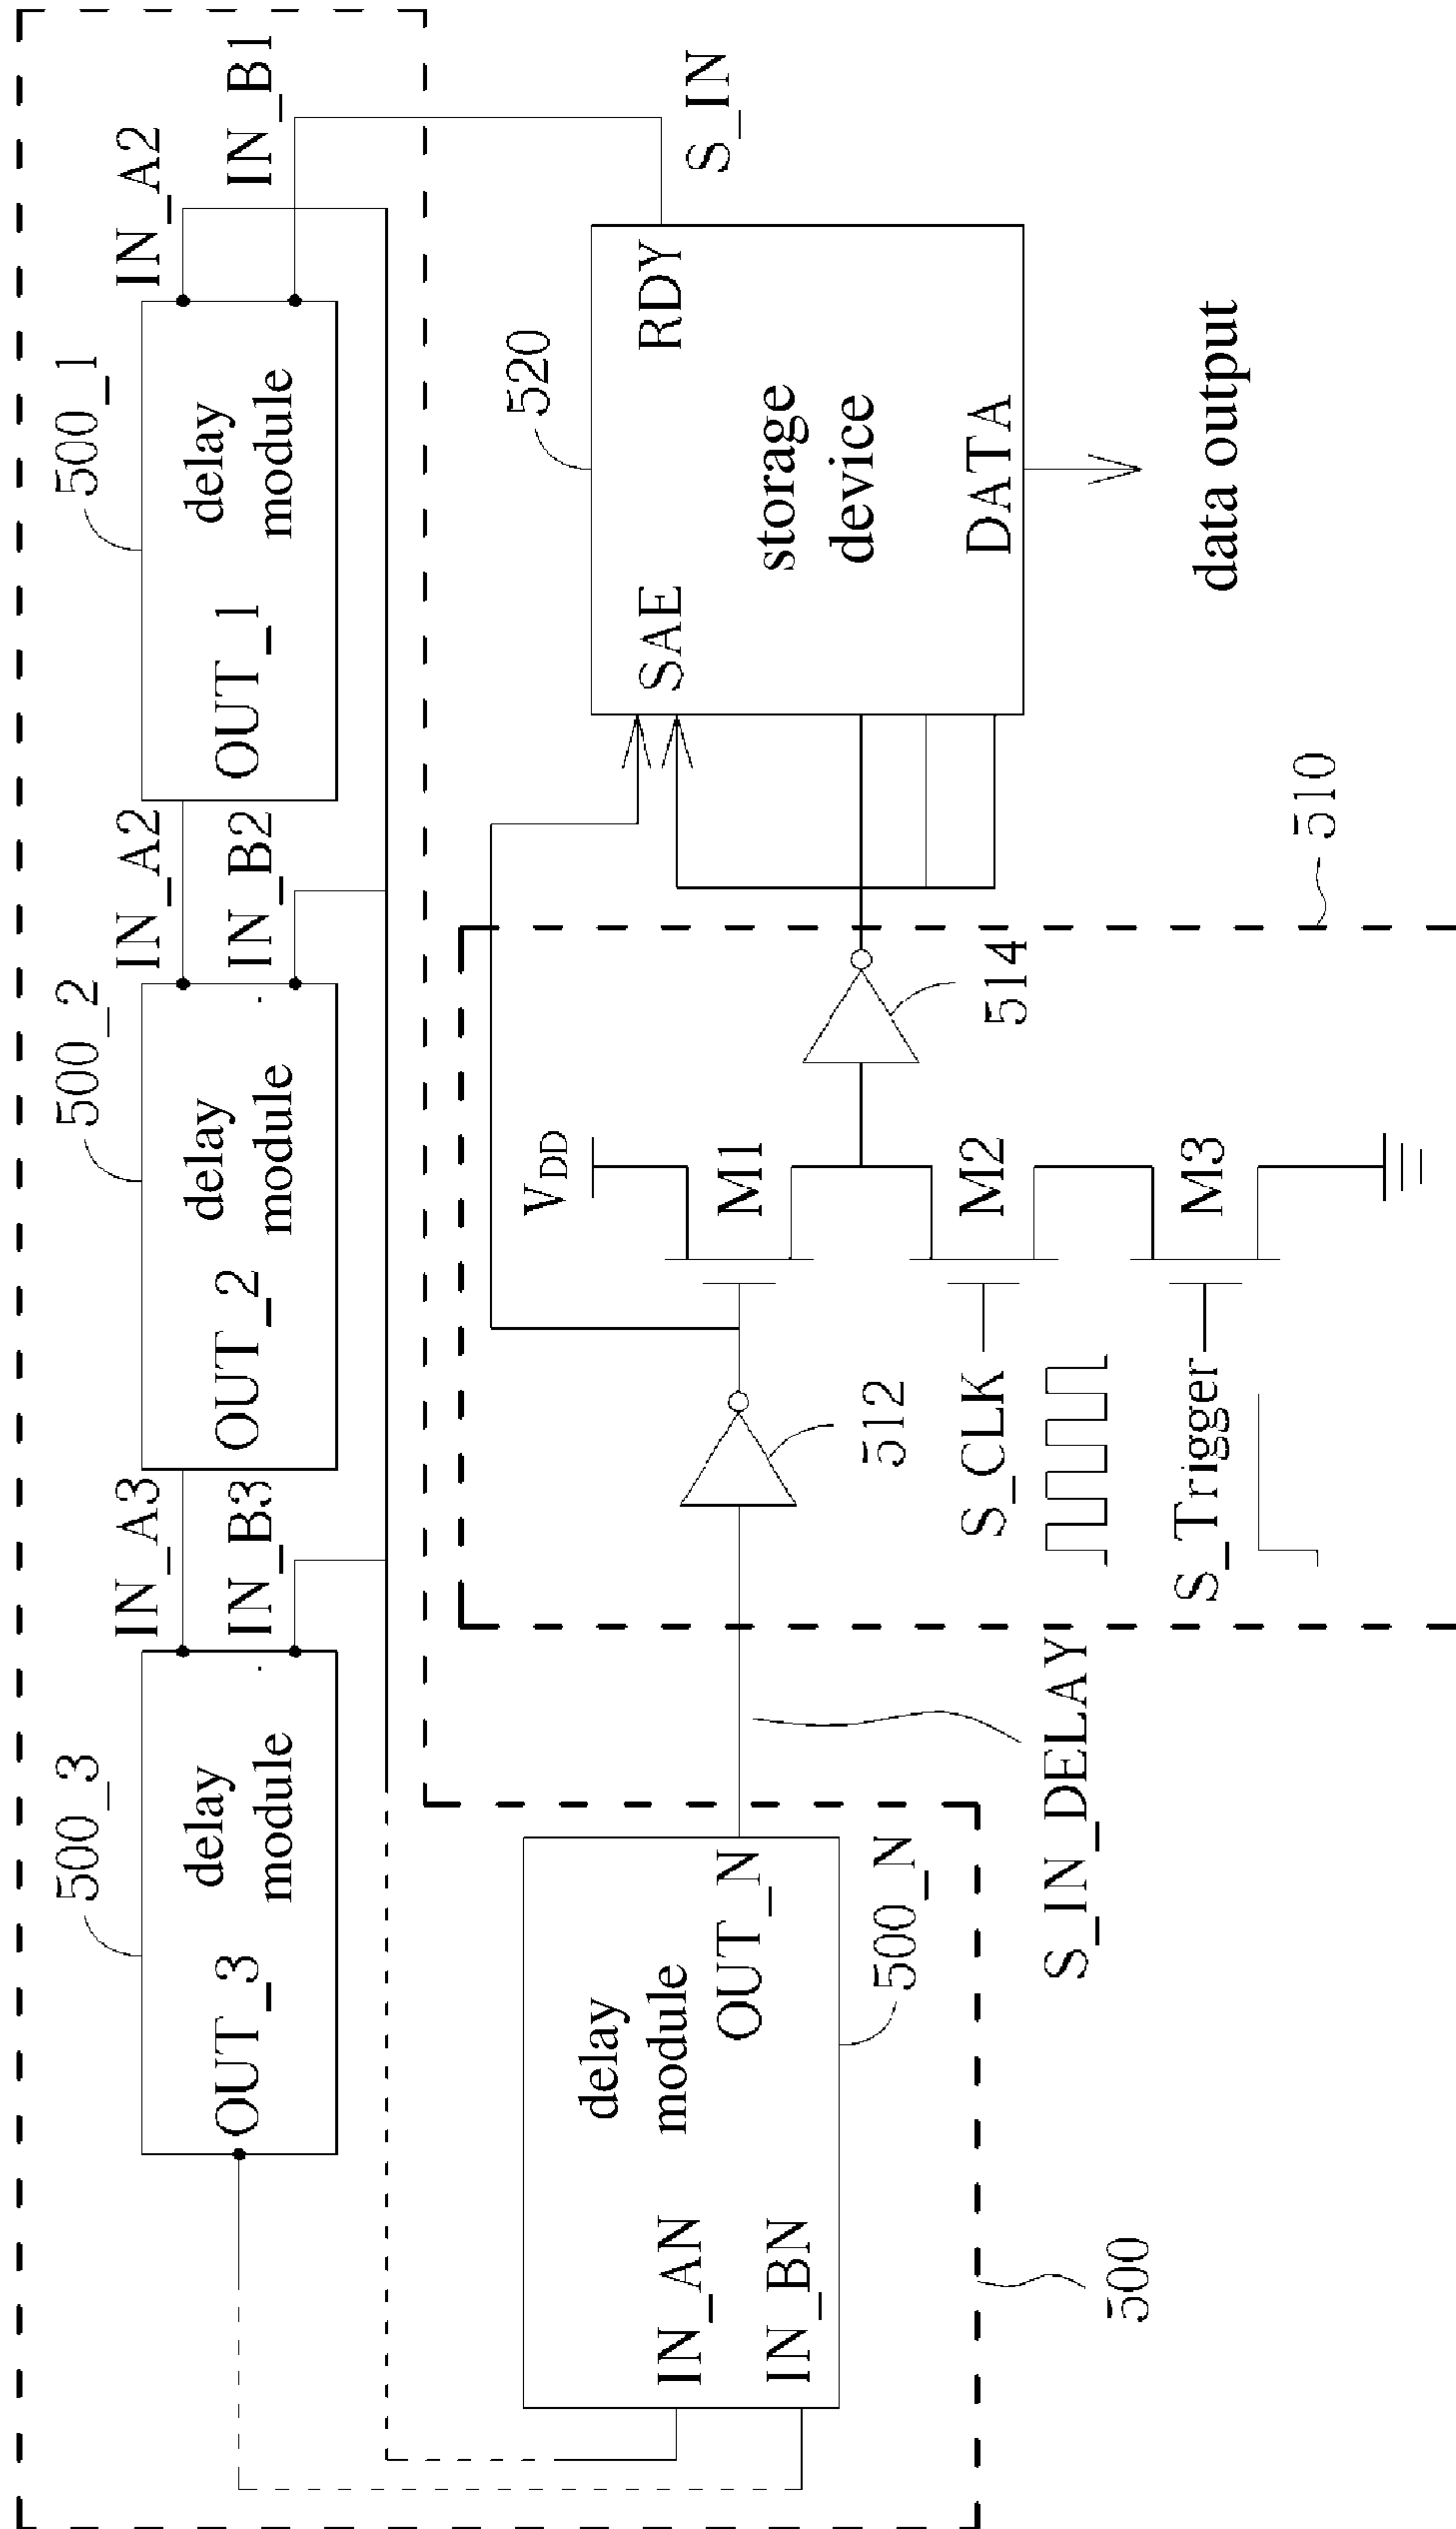 500_3
500_2
500_1
IN_A3
IN_A2
IN_A2
delay
module
OUT_3
IN_B3
delay
module
OUT_2
IN_B2
delay
module
OUT_1
IN_B1
delay
module
IN_AN
OUT_N
IN_BN
500_N
500
S_IN_DELAY
512
VDD
M1
S_CLK
M2
S_Trigger
M3
514
510
520
SAE
RDY
storage
device
DATA
S_IN
data output